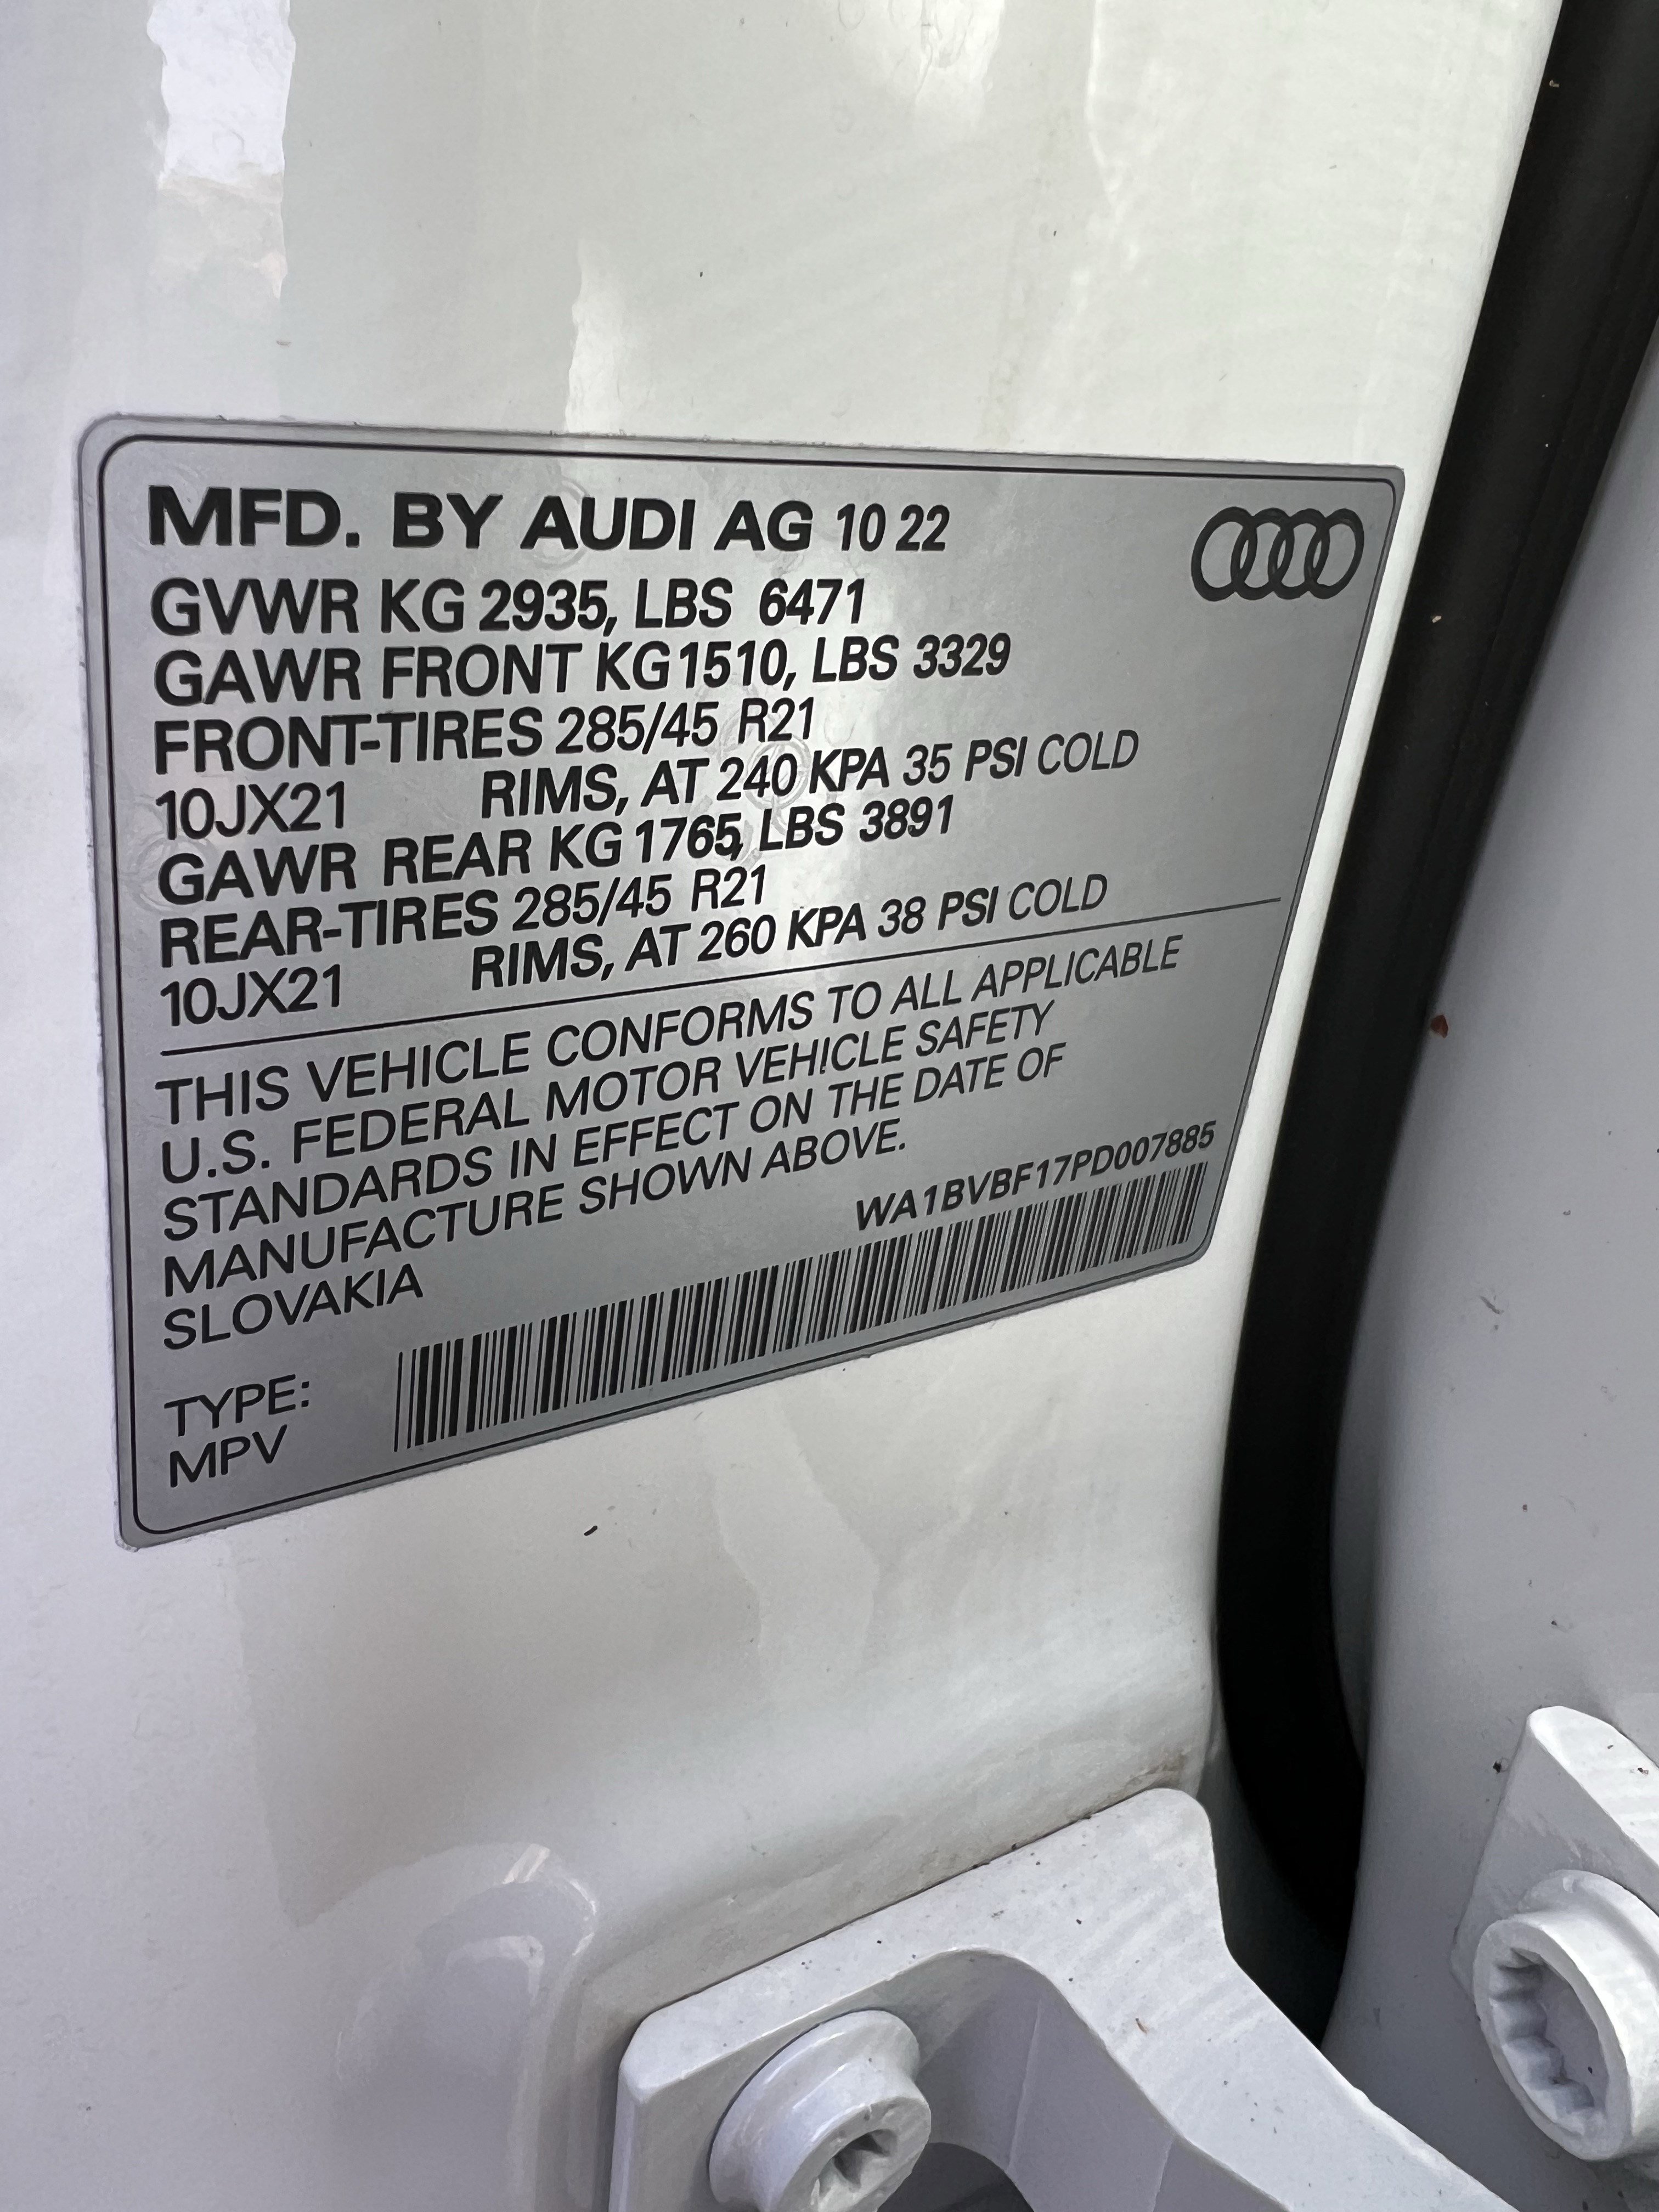 MFD. BY AUDI AG 10 22
GVWR KG 2935, LBS 6471
GAWR FRONT KG 1510, LBS 3329
FRONT-TIRES 285/45 R21
10JX21 RIMS, AT 240 KPA 35 PSI COLD
GAWR REAR KG 1765, LBS 3891
REAR-TIRES 285/45 R21
10JX21 RIMS, AT 260 KPA 38 PSI COLD
THIS VEHICLE CONFORMS TO ALL APPLICABLE
U.S. FEDERAL MOTOR VEHICLE SAFETY
STANDARDS IN EFFECT ON THE DATE OF
MANUFACTURE SHOWN ABOVE.
SLOVAKIA
WA1BVBF17PD007885
TYPE:
MPV